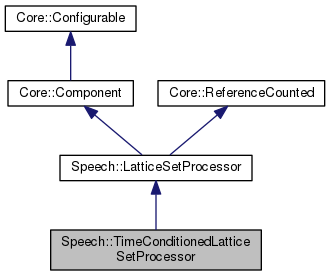 Core::Configurable
Core::Component
Core::ReferenceCounted
Speech::LatticeSetProcessor
Speech::TimeConditionedLattice
SetProcessor